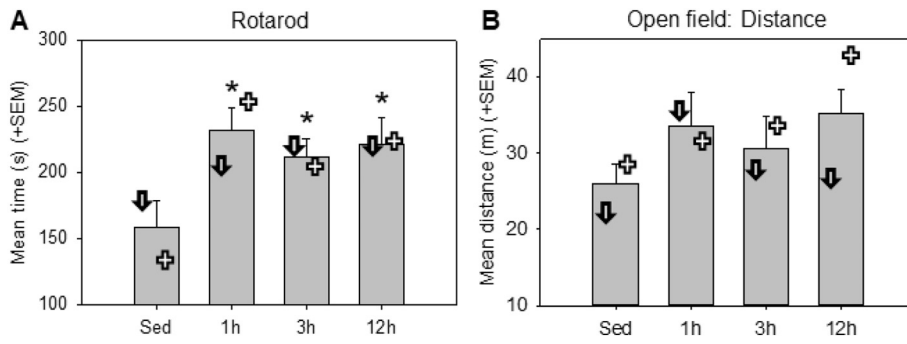 A
Rotarod
Mean time (s) (+SEM)
300
250
200
150
100
*
*
*
Sed 1h 3h 12h
B
Open field: Distance
Mean distance (m) (+SEM)
40
30
20
10
Sed 1h 3h 12h